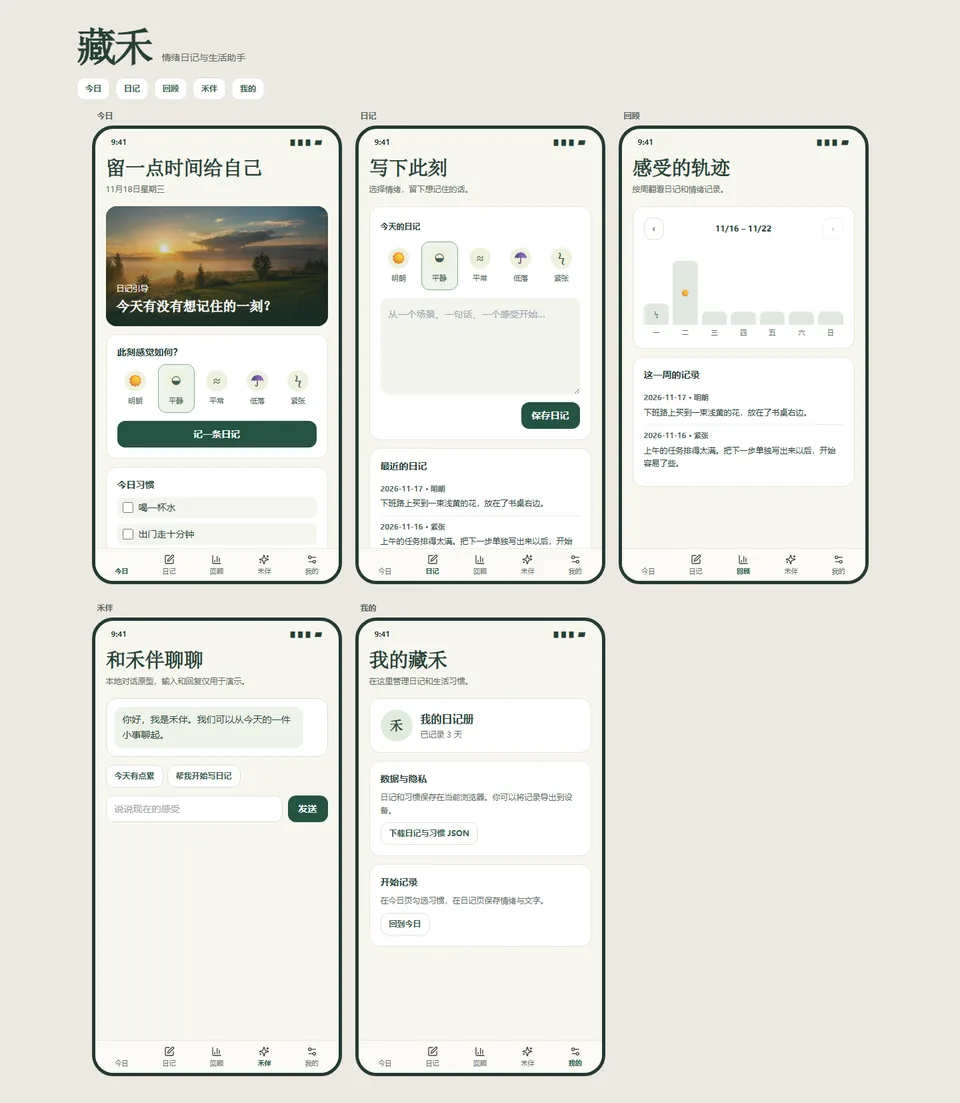 藏禾 情绪日记与生活助手
今日 日记 回顾 禾伴 我的
今日
9:41
留一点时间给自己
11月18日星期三
日记引导
今天有没有想记住的一刻？
此刻感觉如何？
明朗 平静 平常 低落 紧张
记一条日记
今日习惯
喝一杯水
出门走十分钟
今日 日记 回顾 禾伴 我的
日记
9:41
写下此刻
选择情绪，留下想记住的话。
今天的日记
明朗 平静 平常 低落 紧张
从一个场景、一句话、一个感受开始...
保存日记
最近的日记
2026-11-17 • 明朗
下班路上买到一束浅黄的花，放在了书桌右边。
2026-11-16 • 紧张
上午的任务排得太满。把下一步单独写出来以后，开始
今日 日记 回顾 禾伴 我的
回顾
9:41
感受的轨迹
按周翻看日记和情绪记录。
‹ 11/16 – 11/22 ›
一 二 三 四 五 六 日
这一周的记录
2026-11-17 • 明朗
下班路上买到一束浅黄的花，放在了书桌右边。
2026-11-16 • 紧张
上午的任务排得太满。把下一步单独写出来以后，开始
容易了些。
今日 日记 回顾 禾伴 我的
禾伴
9:41
和禾伴聊聊
本地对话原型，输入和回复仅用于演示。
你好，我是禾伴。我们可以从今天的一件
小事聊起。
今天有点累 帮我开始写日记
说说现在的感受 发送
今日 日记 回顾 禾伴 我的
我的
9:41
我的藏禾
在这里管理日记和生活习惯。
禾 我的日记册
已记录 3 天
数据与隐私
日记和习惯保存在当前浏览器。你可以将记录导出到设
备。
下载日记与习惯 JSON
开始记录
在今日页勾选习惯，在日记页保存情绪与文字。
回到今日
今日 日记 回顾 禾伴 我的